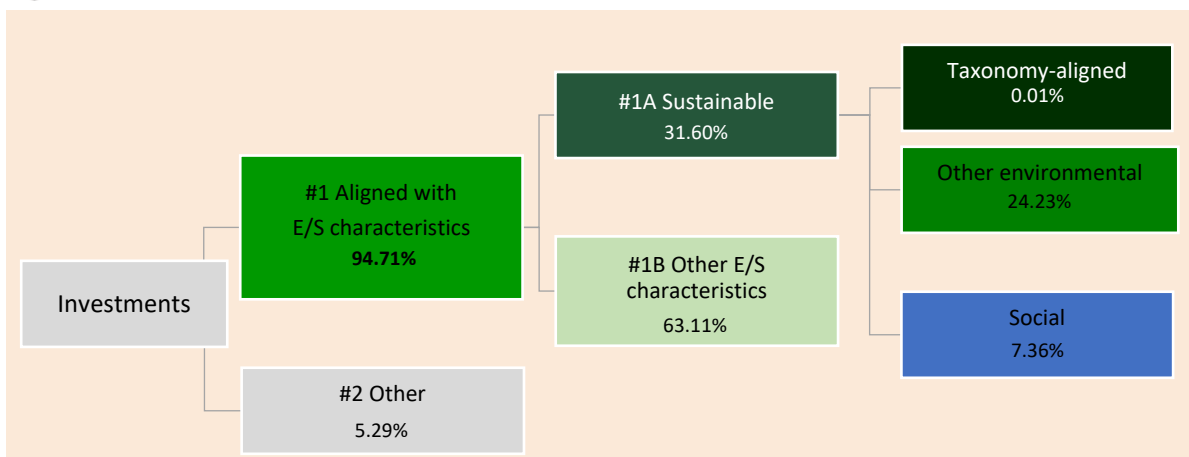 Investments
#1 Aligned with
E/S characteristics
94.71%
#2 Other
5.29%
#1A Sustainable
31.60%
#1B Other E/S
characteristics
63.11%
Taxonomy-aligned
0.01%
Other environmental
24.23%
Social
7.36%